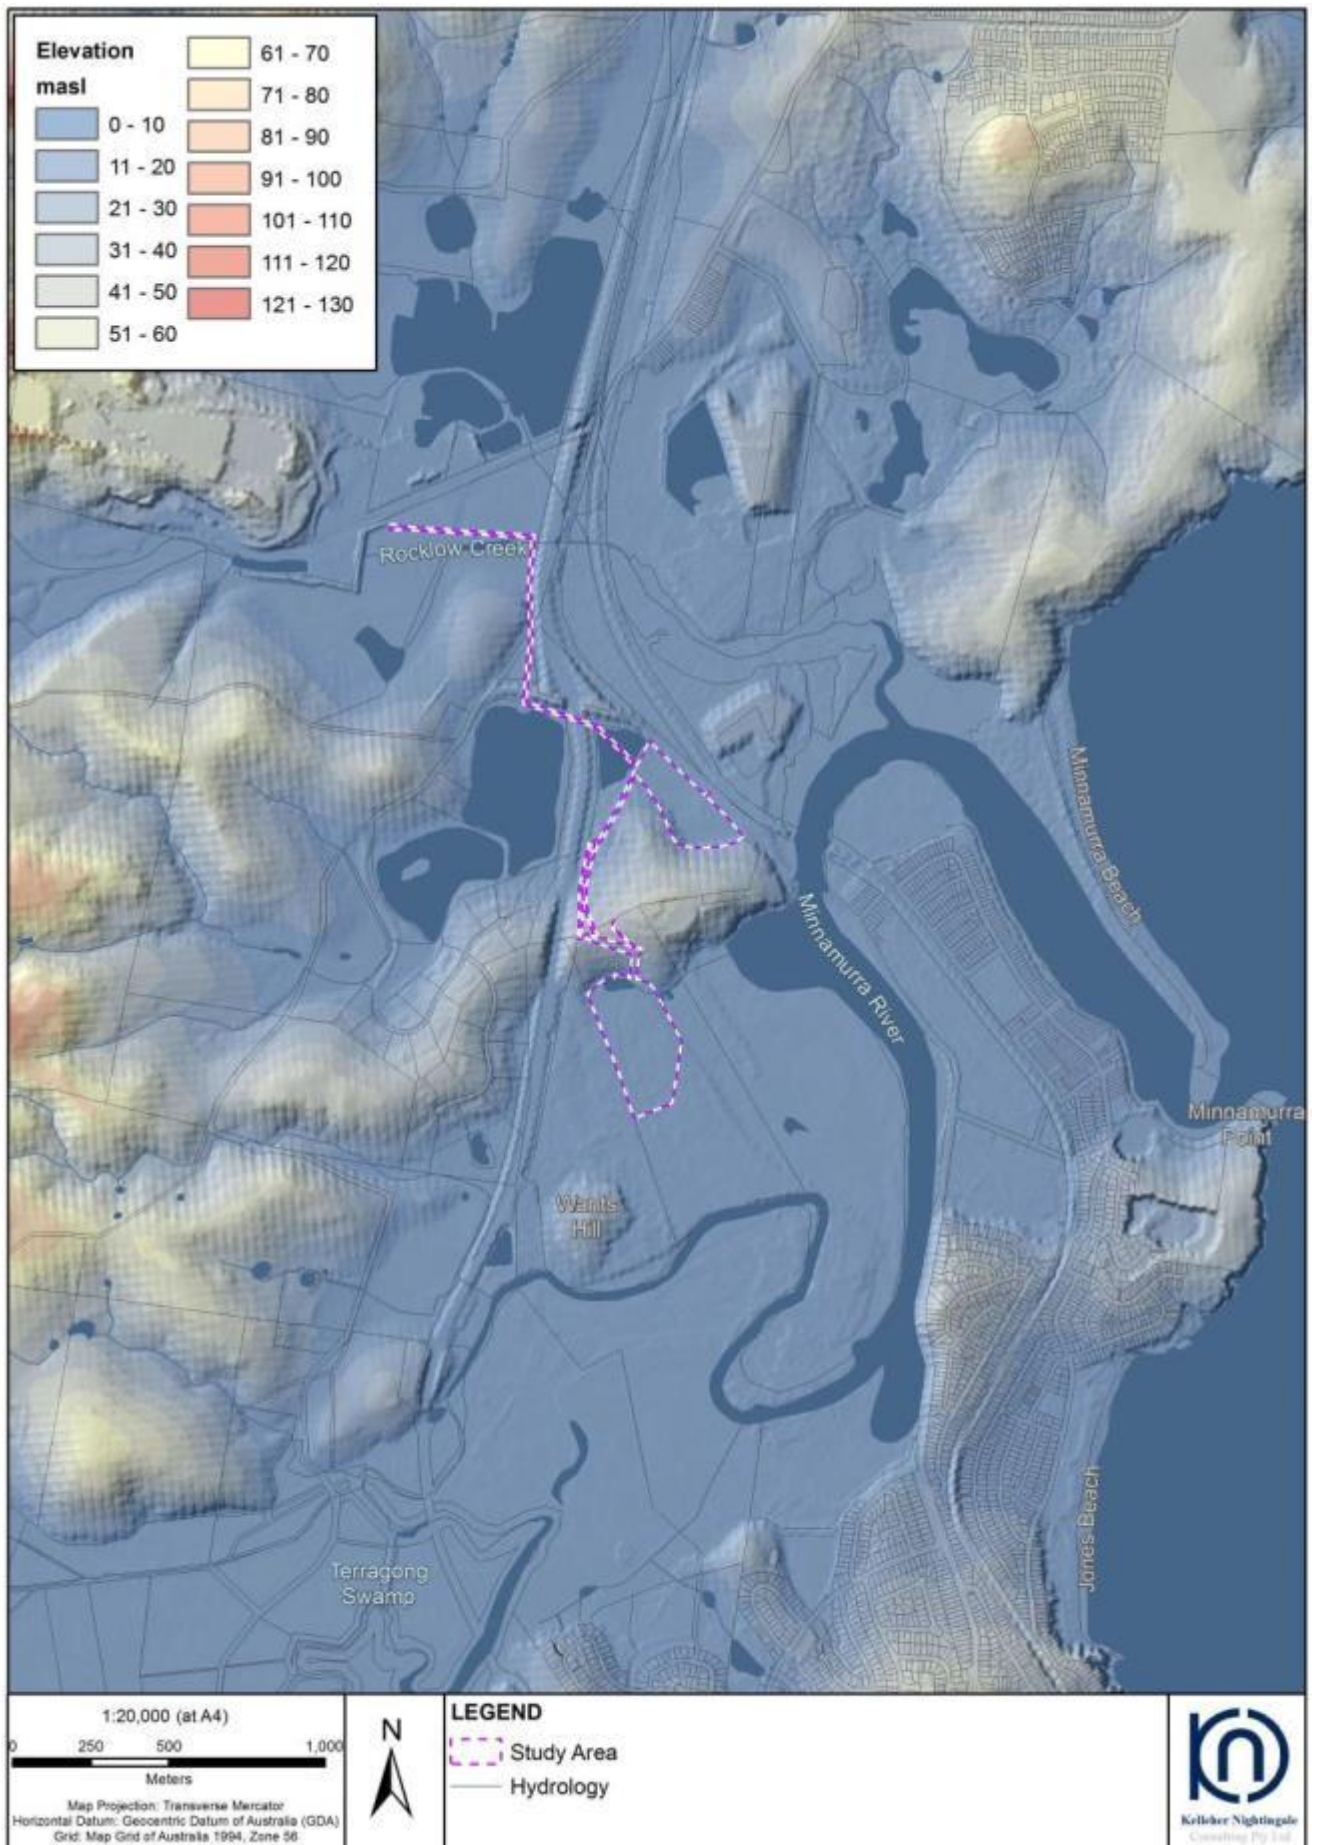 Elevation
masl
0 - 10
11 - 20
21 - 30
31 - 40
41 - 50
51 - 60
61 - 70
71 - 80
81 - 90
91 - 100
101 - 110
111 - 120
121 - 130
Rocklow Creek
Minnamurra Beach
Minnamurra River
Minnamurra
Point
Wants
Hill
Jones Beach
Terragong
Swamp
1:20,000 (at A4)
0 250 500 1,000
Meters
Map Projection: Transverse Mercator
Horizontal Datum: Geocentric Datum of Australia (GDA)
Grid: Map Grid of Australia 1994, Zone 56
N
LEGEND
Study Area
Hydrology
Kelleher Nightingale
Consulting Pty Ltd